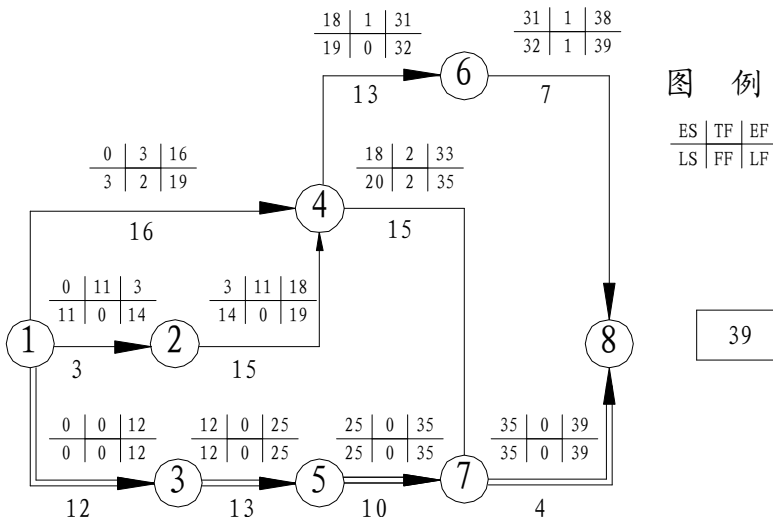 18 1 31
19 0 32
31 1 38
32 1 39
6
13
7
图 例
ES TF EF
LS FF LF
0 3 16
3 2 19
18 2 33
20 2 35
4
16
15
0 11 3
11 0 14
3 11 18
14 0 19
1
2
8
39
3
15
0 0 12
0 0 12
12 0 25
12 0 25
25 0 35
25 0 35
35 0 39
35 0 39
3
5
7
12
13
10
4